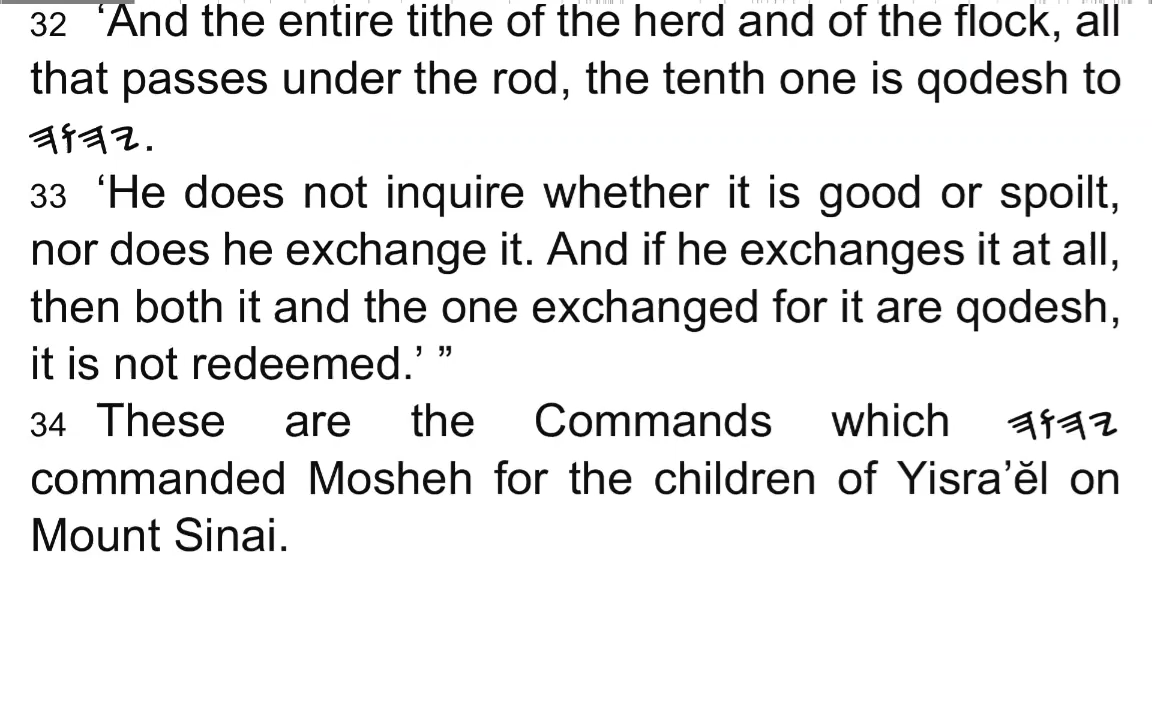 32 ‘And the entire tithe of the herd and of the flock, all
that passes under the rod, the tenth one is qodesh to
𐤉𐤄𐤅𐤄.
33 ‘He does not inquire whether it is good or spoilt,
nor does he exchange it. And if he exchanges it at all,
then both it and the one exchanged for it are qodesh,
it is not redeemed.’ ”
34 These are the Commands which 𐤉𐤄𐤅𐤄
commanded Mosheh for the children of Yisra’ĕl on
Mount Sinai.